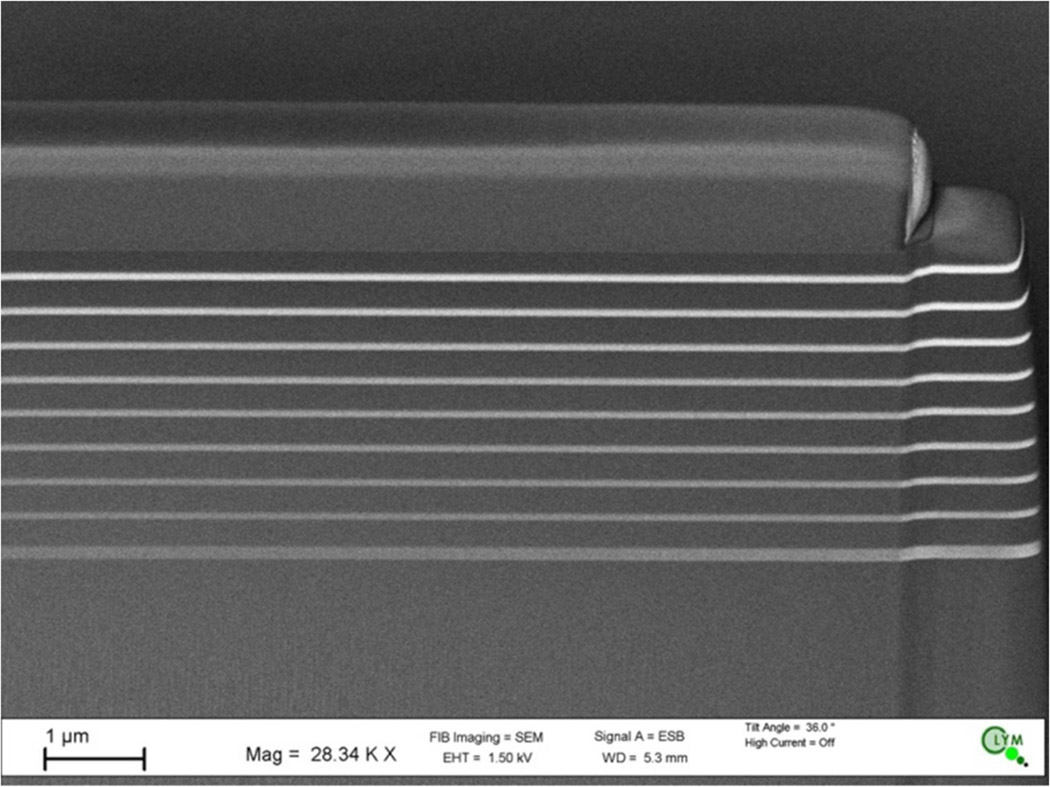 1 µm
Mag = 28.34 K X
FIB Imaging = SEM
EHT = 1.50 kV
Signal A = ESB
WD = 5.3 mm
Tilt Angle = 36.0 °
High Current = Off
CLYM